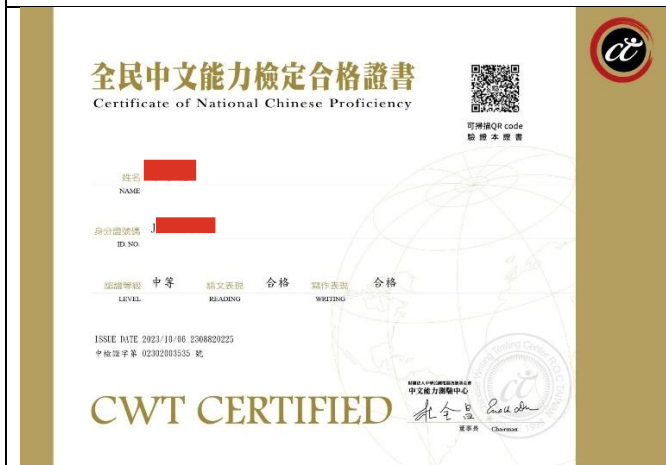 全民中文能力檢定合格證書
Certificate of National Chinese Proficiency
可掃描QR code
驗證本證書
姓名
NAME
身分證號碼 J
ID. NO.
認證等級 中等 語文表現 合格 寫作表現 合格
LEVEL READING WRITING
ISSUE DATE 2023/10/06 2308820225
中檢證字第 02302003535 號
中文能力測驗中心
CWT CERTIFIED
董事長 Chairman